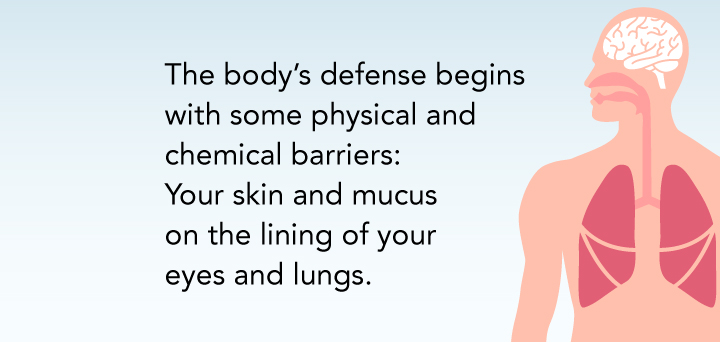 The body’s defense begins
with some physical and
chemical barriers:
Your skin and mucus
on the lining of your
eyes and lungs.